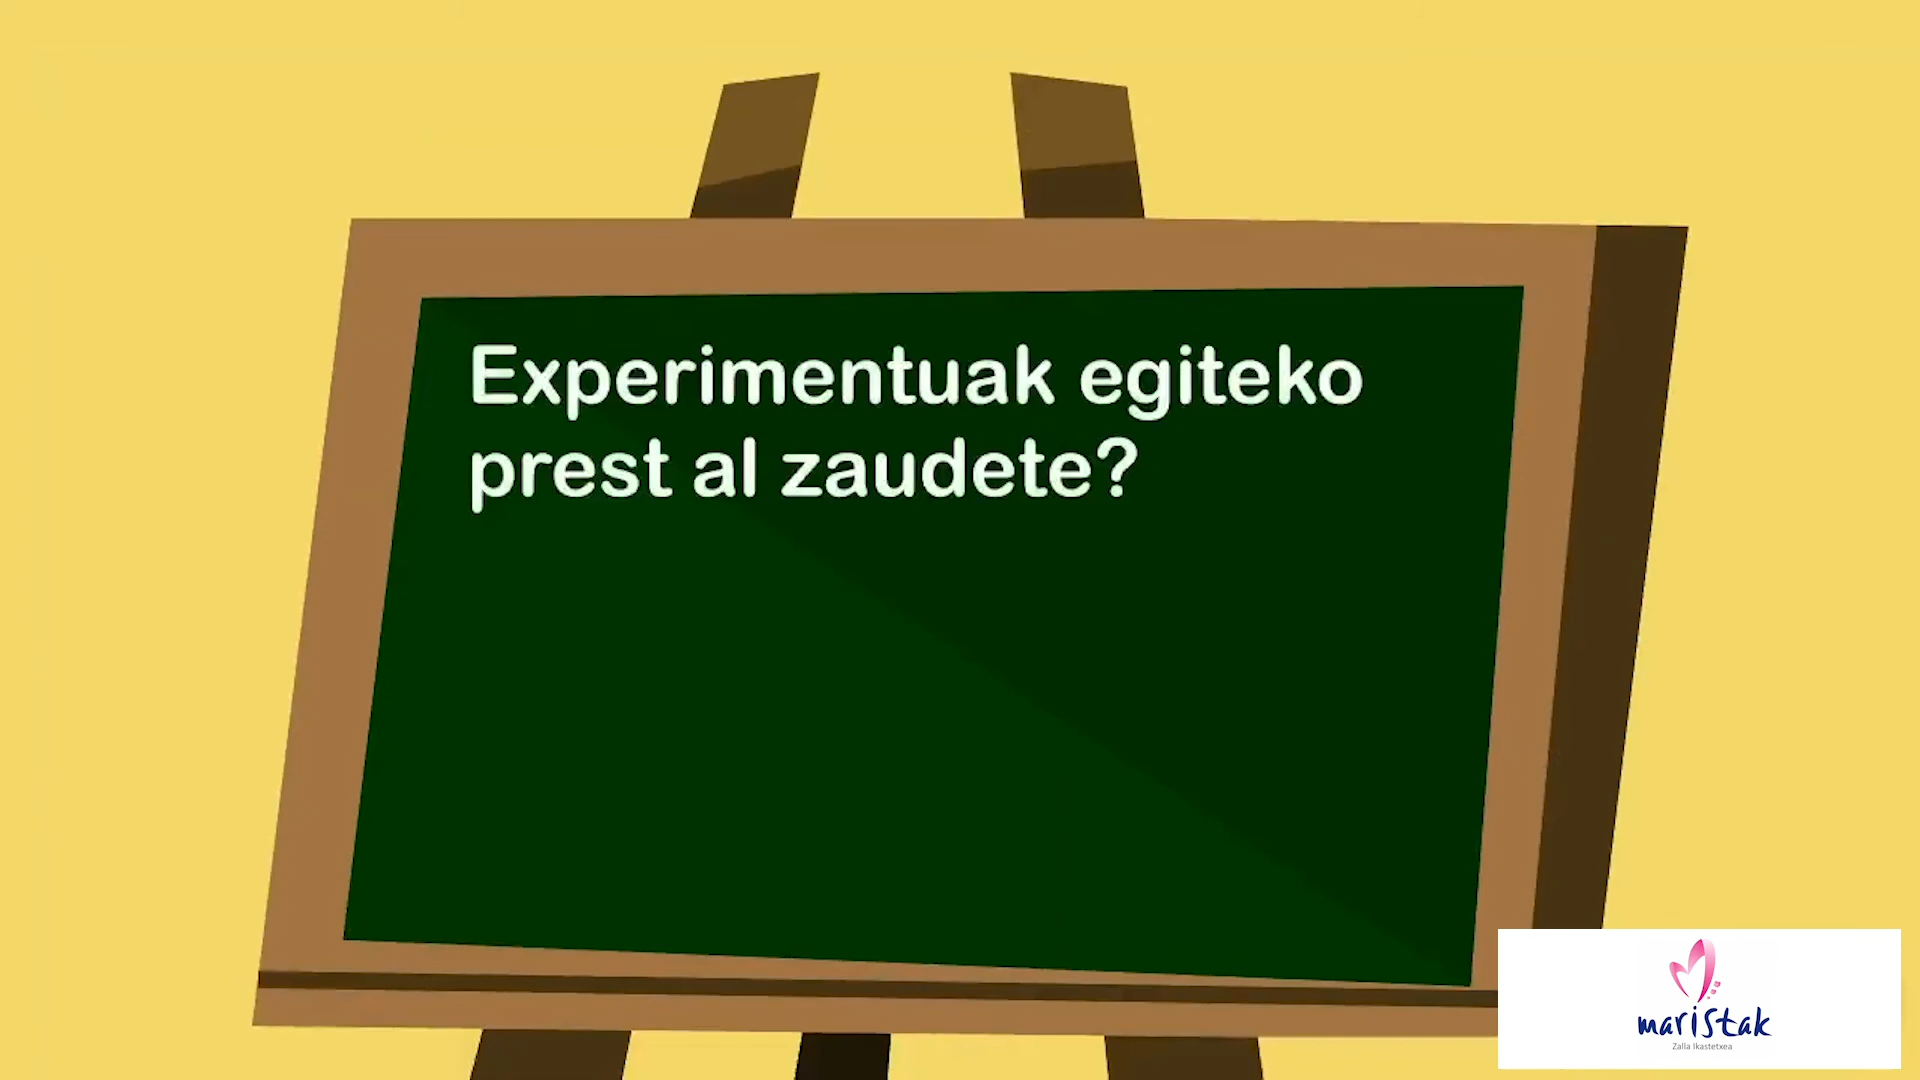 Experimentuak egiteko
prest al zaudete?
maristak
Zalla Ikastetxea